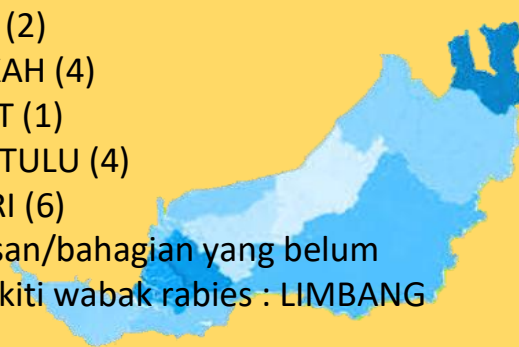 (2)
AH (4)
T (1)
TULU (4)
RI (6)
san/bahagian yang belum
kiti wabak rabies : LIMBANG